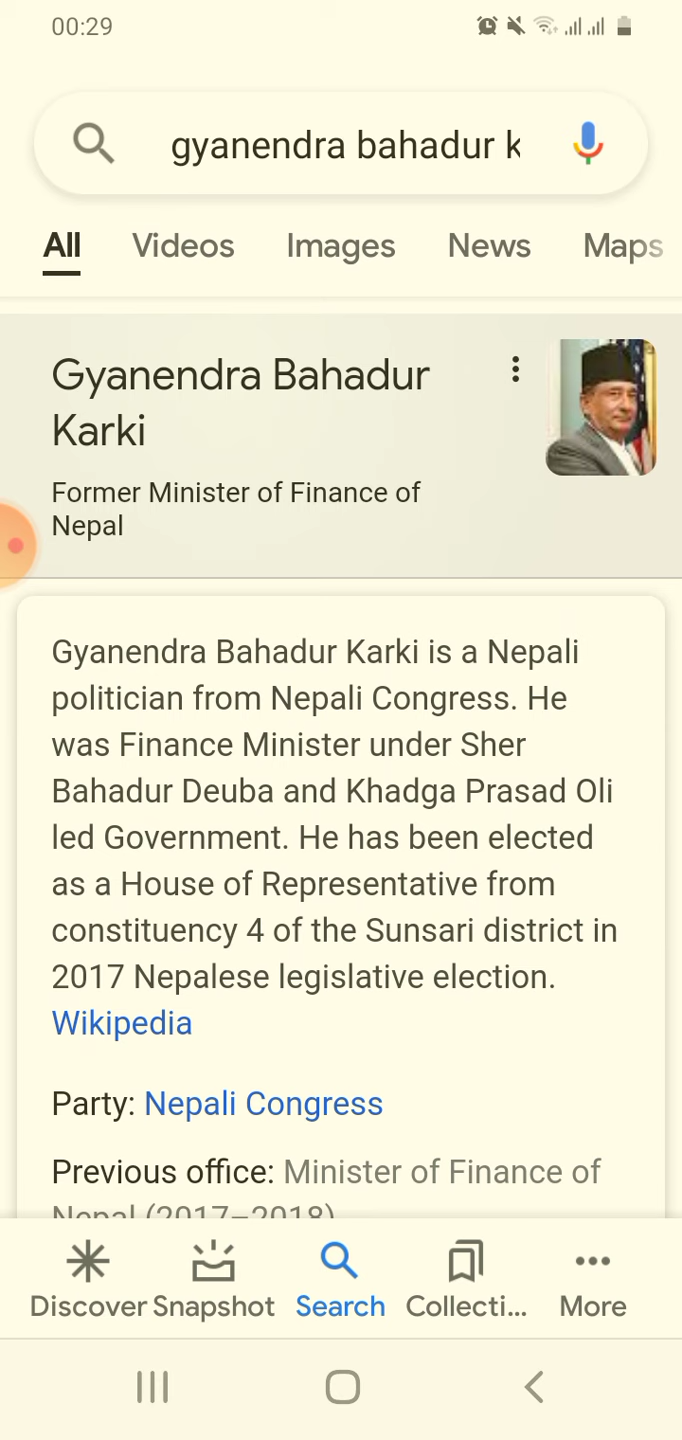 00:29
gyanendra bahadur k
All Videos Images News Maps
Gyanendra Bahadur
Karki
Former Minister of Finance of
Nepal
Gyanendra Bahadur Karki is a Nepali
politician from Nepali Congress. He
was Finance Minister under Sher
Bahadur Deuba and Khadga Prasad Oli
led Government. He has been elected
as a House of Representative from
constituency 4 of the Sunsari district in
2017 Nepalese legislative election.
Wikipedia
Party: Nepali Congress
Previous office: Minister of Finance of
Nepal (2017–2018)
Discover Snapshot Search Collecti... More